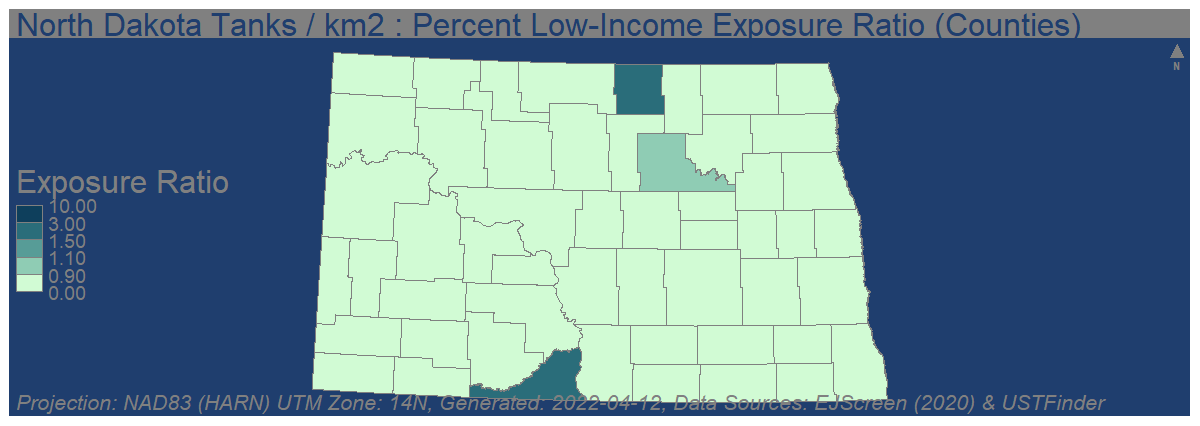 North Dakota Tanks / km2 : Percent Low-Income Exposure Ratio (Counties)
N
Exposure Ratio
10.00
3.00
1.50
1.10
0.90
0.00
Projection: NAD83 (HARN) UTM Zone: 14N, Generated: 2022-04-12, Data Sources: EJScreen (2020) & USTFinder